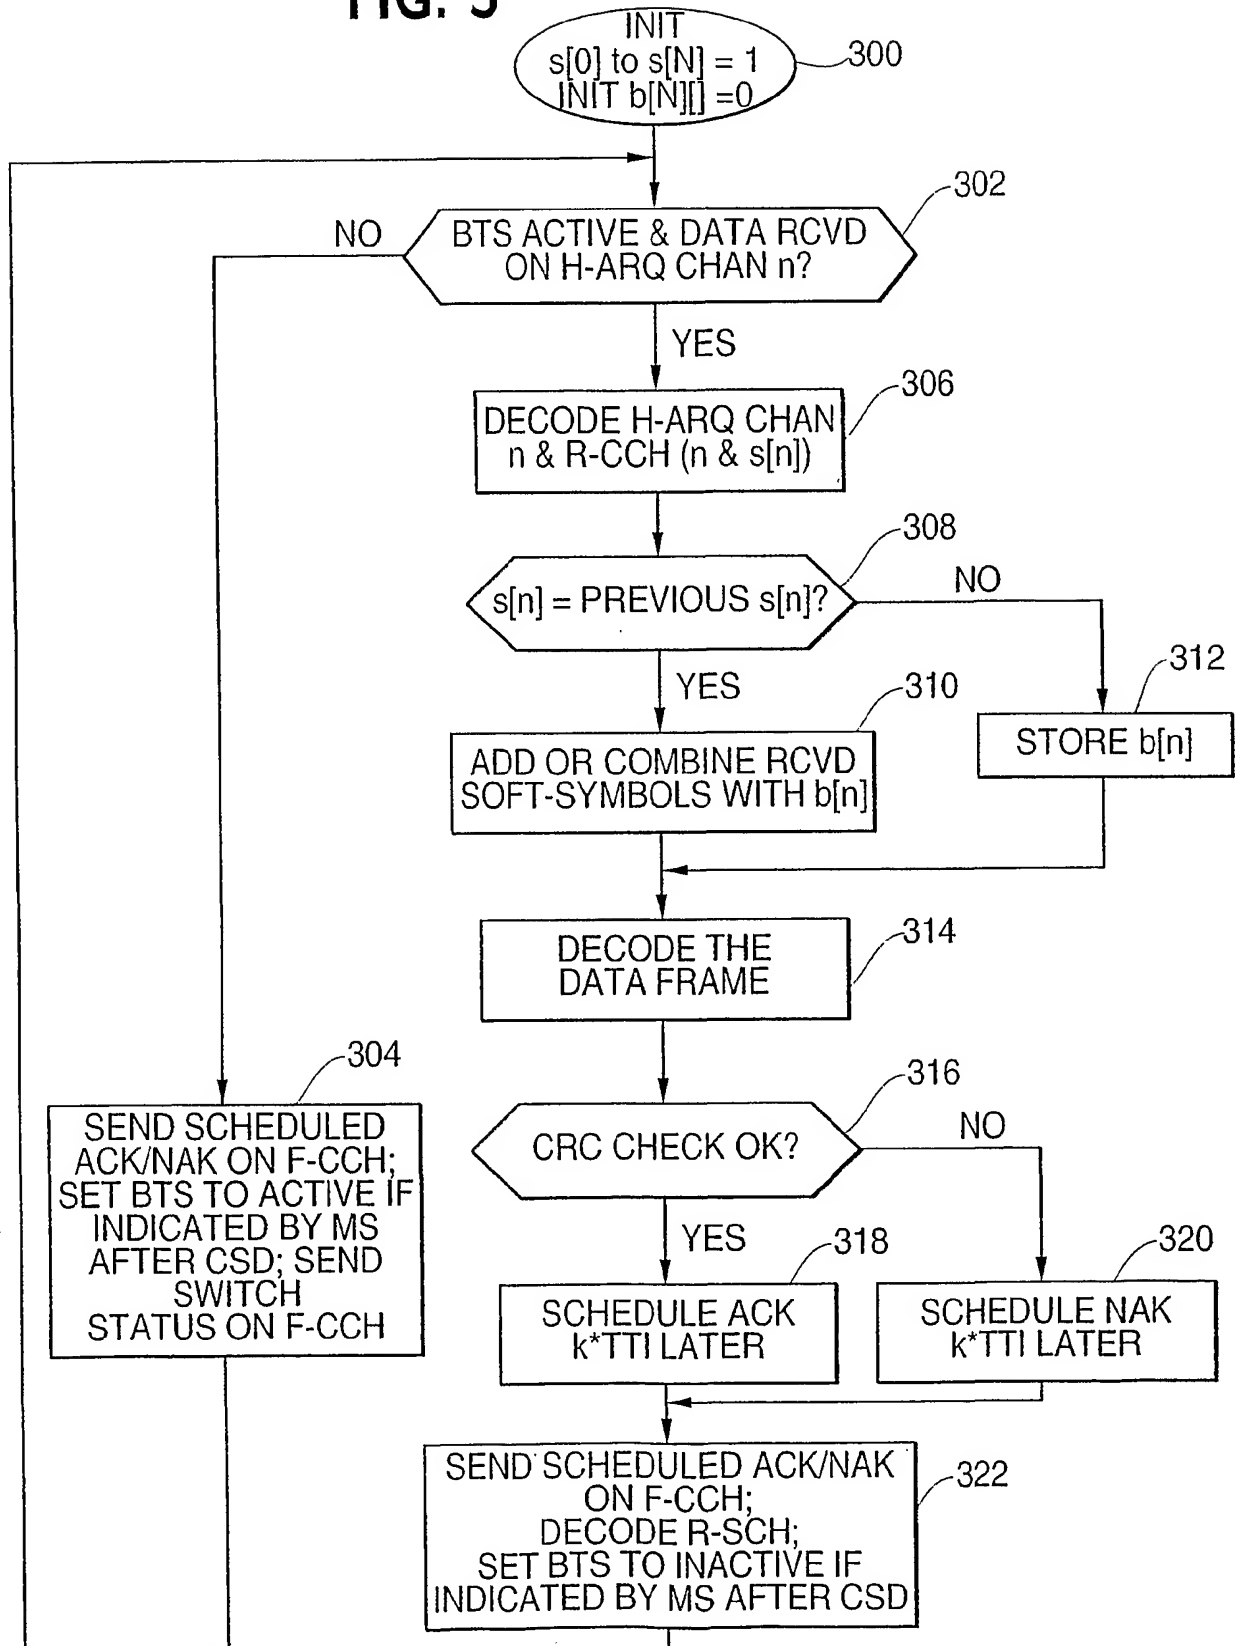 FIG. 3
INIT
s[0] to s[N] = 1
INIT b[N][] =0
300
302
NO
BTS ACTIVE & DATA RCVD
ON H-ARQ CHAN n?
YES
306
DECODE H-ARQ CHAN
n & R-CCH (n & s[n])
308
s[n] = PREVIOUS s[n]?
NO
YES
310
312
ADD OR COMBINE RCVD
SOFT-SYMBOLS WITH b[n]
STORE b[n]
314
DECODE THE
DATA FRAME
304
316
SEND SCHEDULED
ACK/NAK ON F-CCH;
SET BTS TO ACTIVE IF
INDICATED BY MS
AFTER CSD; SEND
SWITCH
STATUS ON F-CCH
CRC CHECK OK?
NO
YES
318
320
SCHEDULE ACK
k*TTI LATER
SCHEDULE NAK
k*TTI LATER
SEND SCHEDULED ACK/NAK
ON F-CCH;
DECODE R-SCH;
SET BTS TO INACTIVE IF
INDICATED BY MS AFTER CSD
322